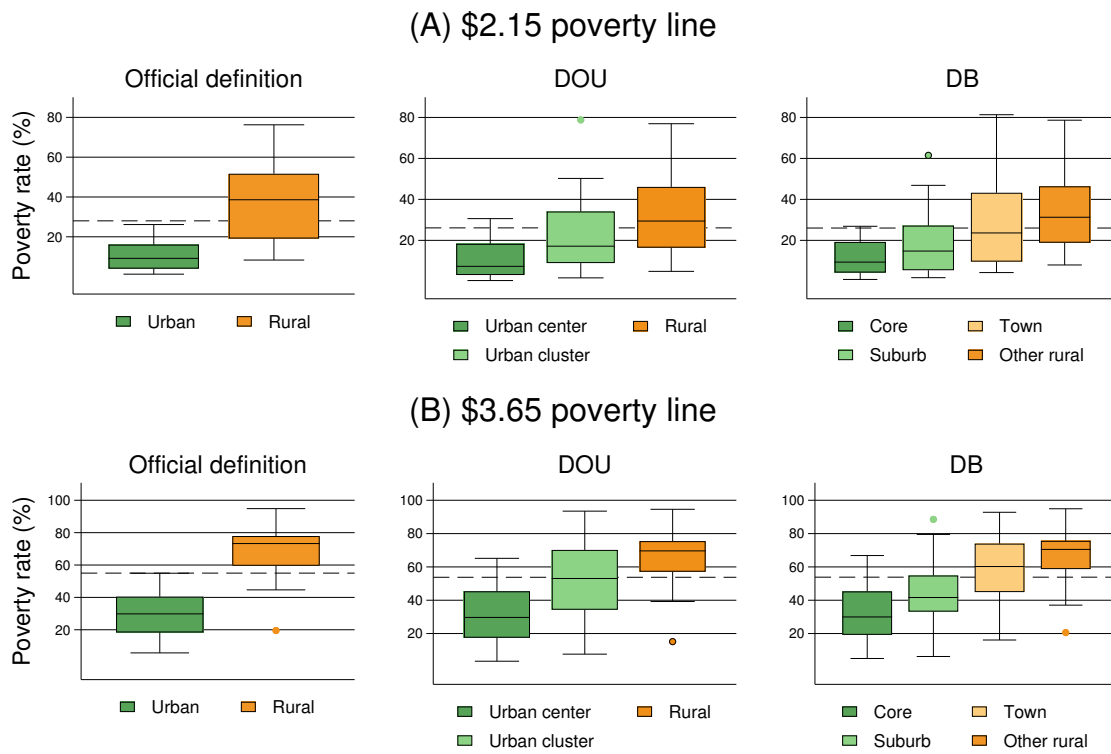 (A) $2.15 poverty line
Official definition
DOU
DB
Poverty rate (%)
80
60
40
20
80
60
40
20
80
60
40
20
Urban
Rural
Urban center
Rural
Urban cluster
Core
Town
Suburb
Other rural
(B) $3.65 poverty line
Official definition
DOU
DB
Poverty rate (%)
100
80
60
40
20
100
80
60
40
20
100
80
60
40
20
Urban
Rural
Urban center
Rural
Urban cluster
Core
Town
Suburb
Other rural